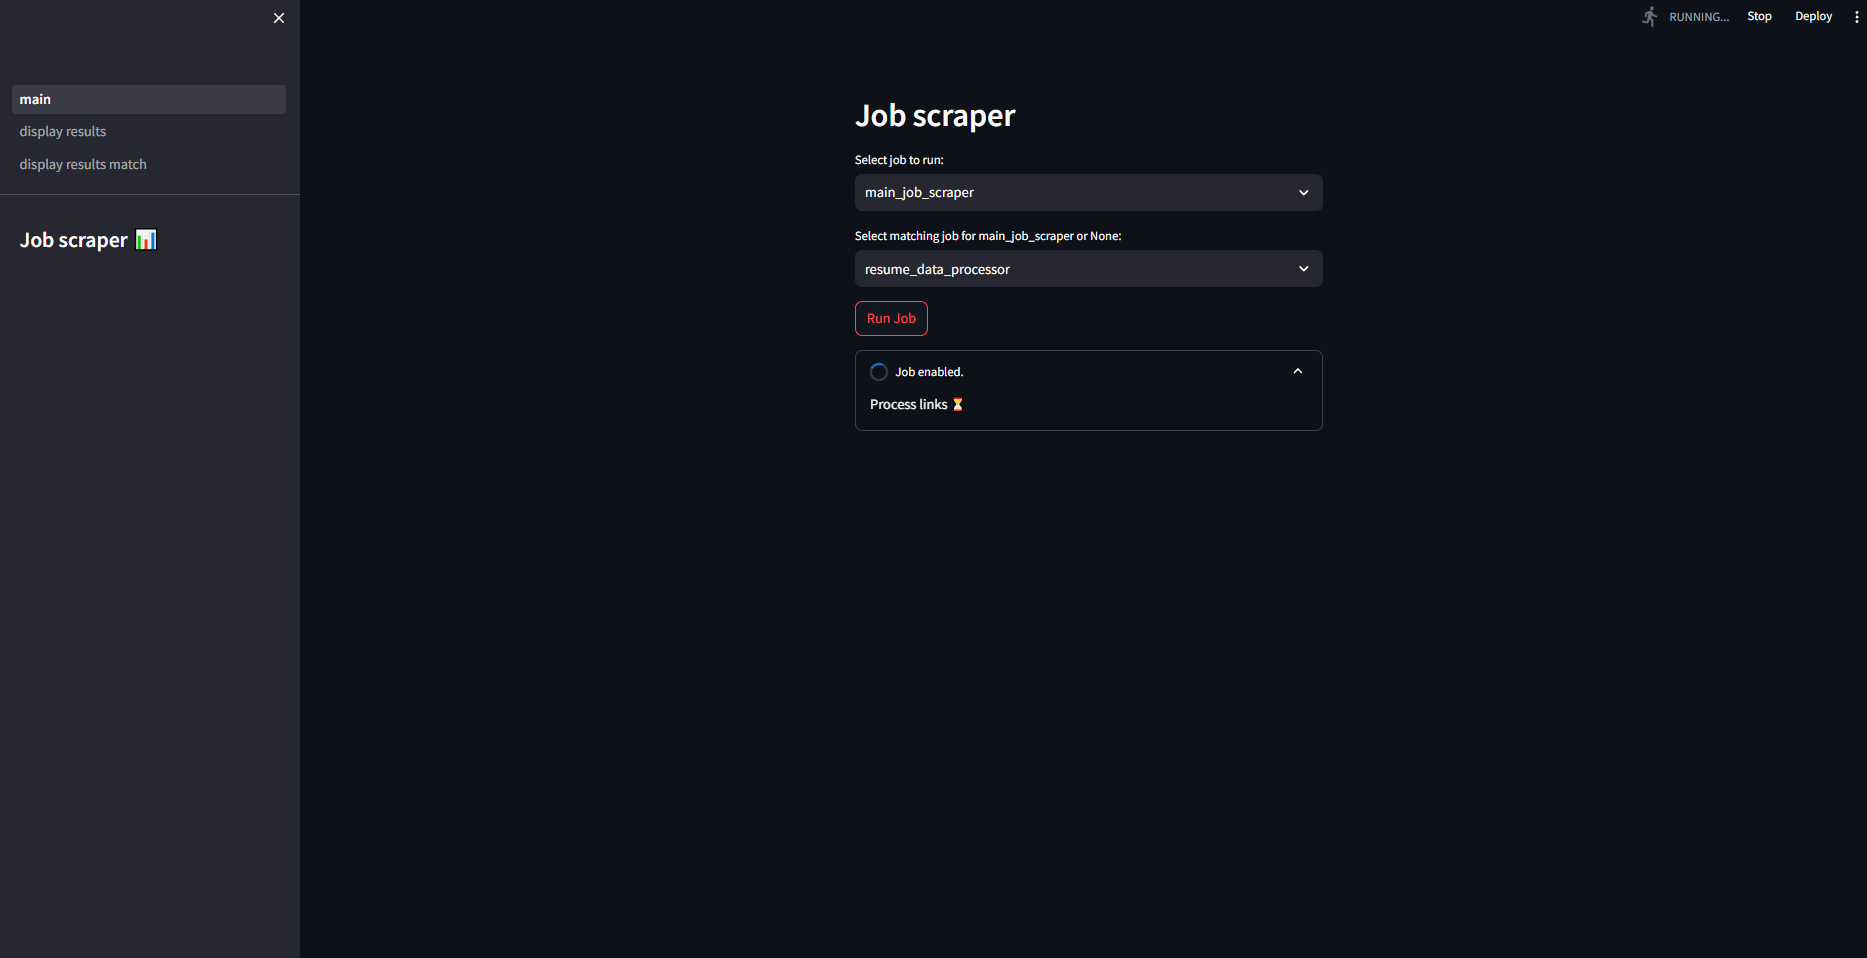 RUNNING...
Stop
Deploy
main
display results
display results match
Job scraper 📊
Job scraper
Select job to run:
main_job_scraper
Select matching job for main_job_scraper or None:
resume_data_processor
Run Job
Job enabled.
Process links ⏳